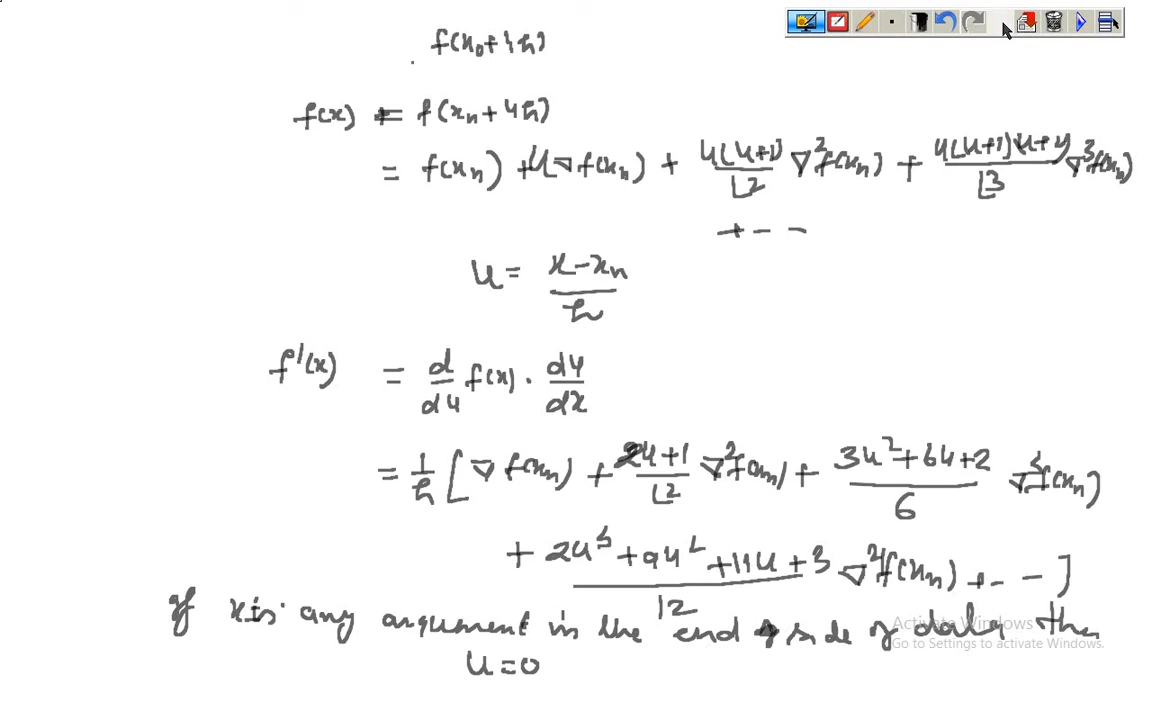 f(x₀+4h)
f(x) = f(xₙ+uh)
= f(xₙ) + u∇f(xₙ) + u(u+1)/⌊2 ∇²f(xₙ) + u(u+1)(u+2)/⌊3 ∇³f(xₙ)
+ - -
u = (x-xₙ)/h
f'(x) = d/du f(x) · du/dx
= 1/h [∇f(xₙ) + (2u+1)/⌊2 ∇²f(xₙ) + (3u²+6u+2)/6 ∇³f(xₙ)
+ (2u³+9u²+11u+3)/12 ∇⁴f(xₙ) + - - ]
If x is any argument in the end side of data then
u=0
Activate Windows
Go to Settings to activate Windows.